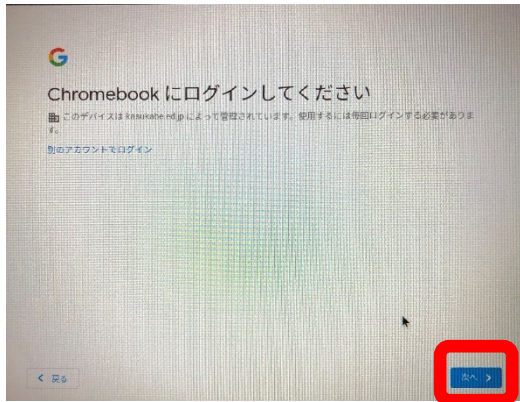 G
Chromebook にログインしてください
このデバイスは kasukabe.ed.jp によって管理されています。使用するには毎回ログインする必要がありま
す。
別のアカウントでログイン
戻る
次へ